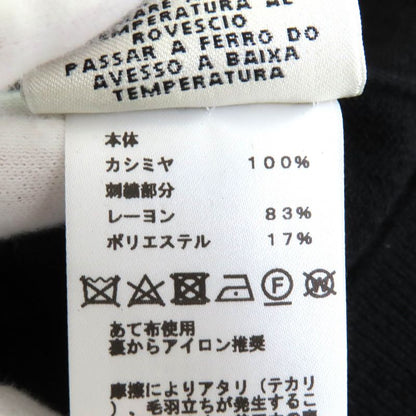 TEMPERATURA AL
ROVESCIO
PASSAR A FERRO DO
AVESSO A BAIXA
TEMPERATURA
本体
カシミヤ 100%
刺繍部分
レーヨン 83%
ポリエステル 17%
F W
あて布使用
裏からアイロン推奨
摩擦によりアタリ(テカリ
)、毛羽立ちが発生するこ